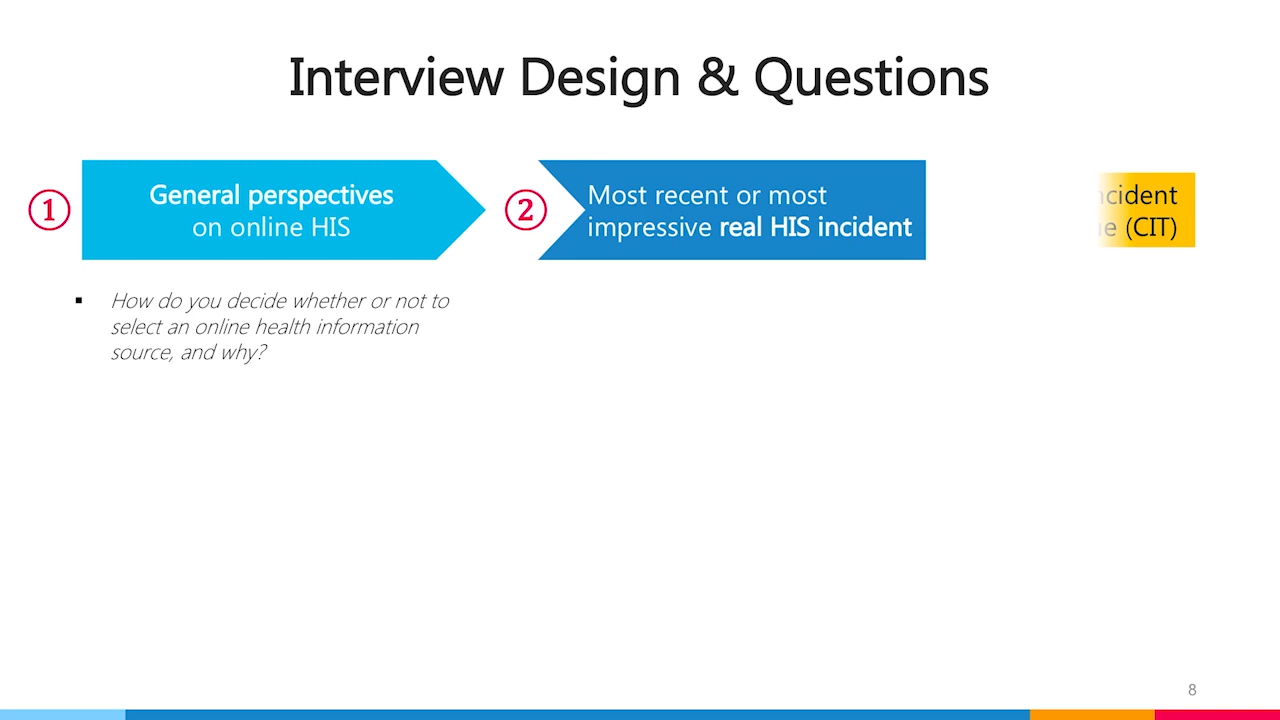 Interview Design & Questions
① General perspectives
on online HIS
② Most recent or most
impressive real HIS incident
(CIT)
▪ How do you decide whether or not to
select an online health information
source, and why?
8